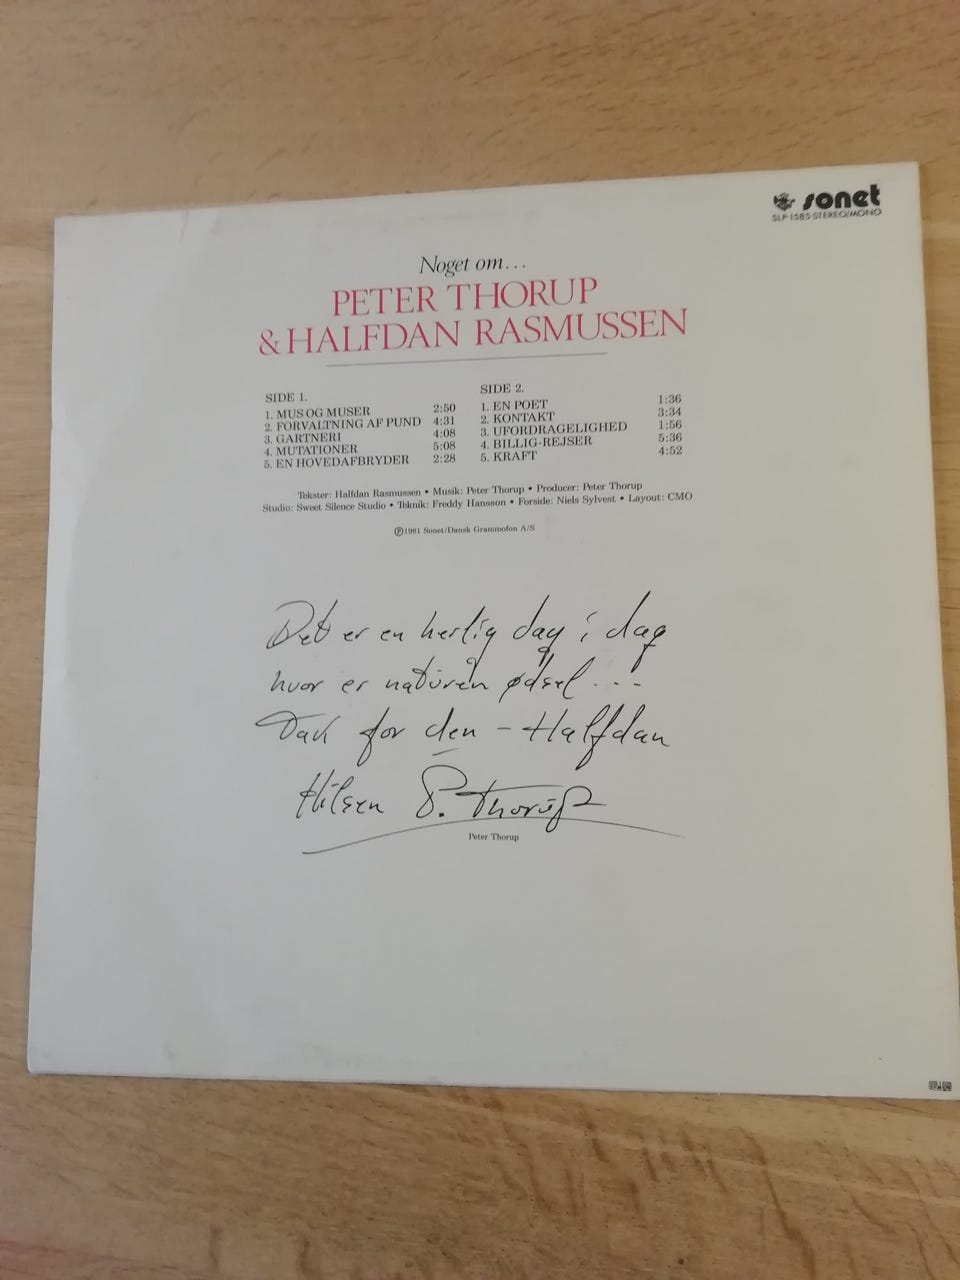 sonet
SLP-1585 STEREO/MONO
Noget om...
PETER THORUP
& HALFDAN RASMUSSEN
SIDE 1.
1. MUS OG MUSER 2:50
2. FORVALTNING AF PUND 4:31
3. GARTNERI 4:08
4. MUTATIONER 5:08
5. EN HOVEDAFBRYDER 2:28
SIDE 2.
1. EN POET 1:36
2. KONTAKT 3:34
3. UFORDRAGELIGHED 1:56
4. BILLIG-REJSER 5:36
5. KRAFT 4:52
Tekster: Halfdan Rasmussen • Musik: Peter Thorup • Producer: Peter Thorup
Studio: Sweet Silence Studio • Teknik: Freddy Hansson • Forside: Niels Sylvest • Layout: CMO
Ⓟ1981 Sonet/Dansk Grammofon A/S
Det er en herlig dag i dag
hvor er naturen ødsel...
Tak for den - Halfdan
Hilsen P. Thorup
Peter Thorup